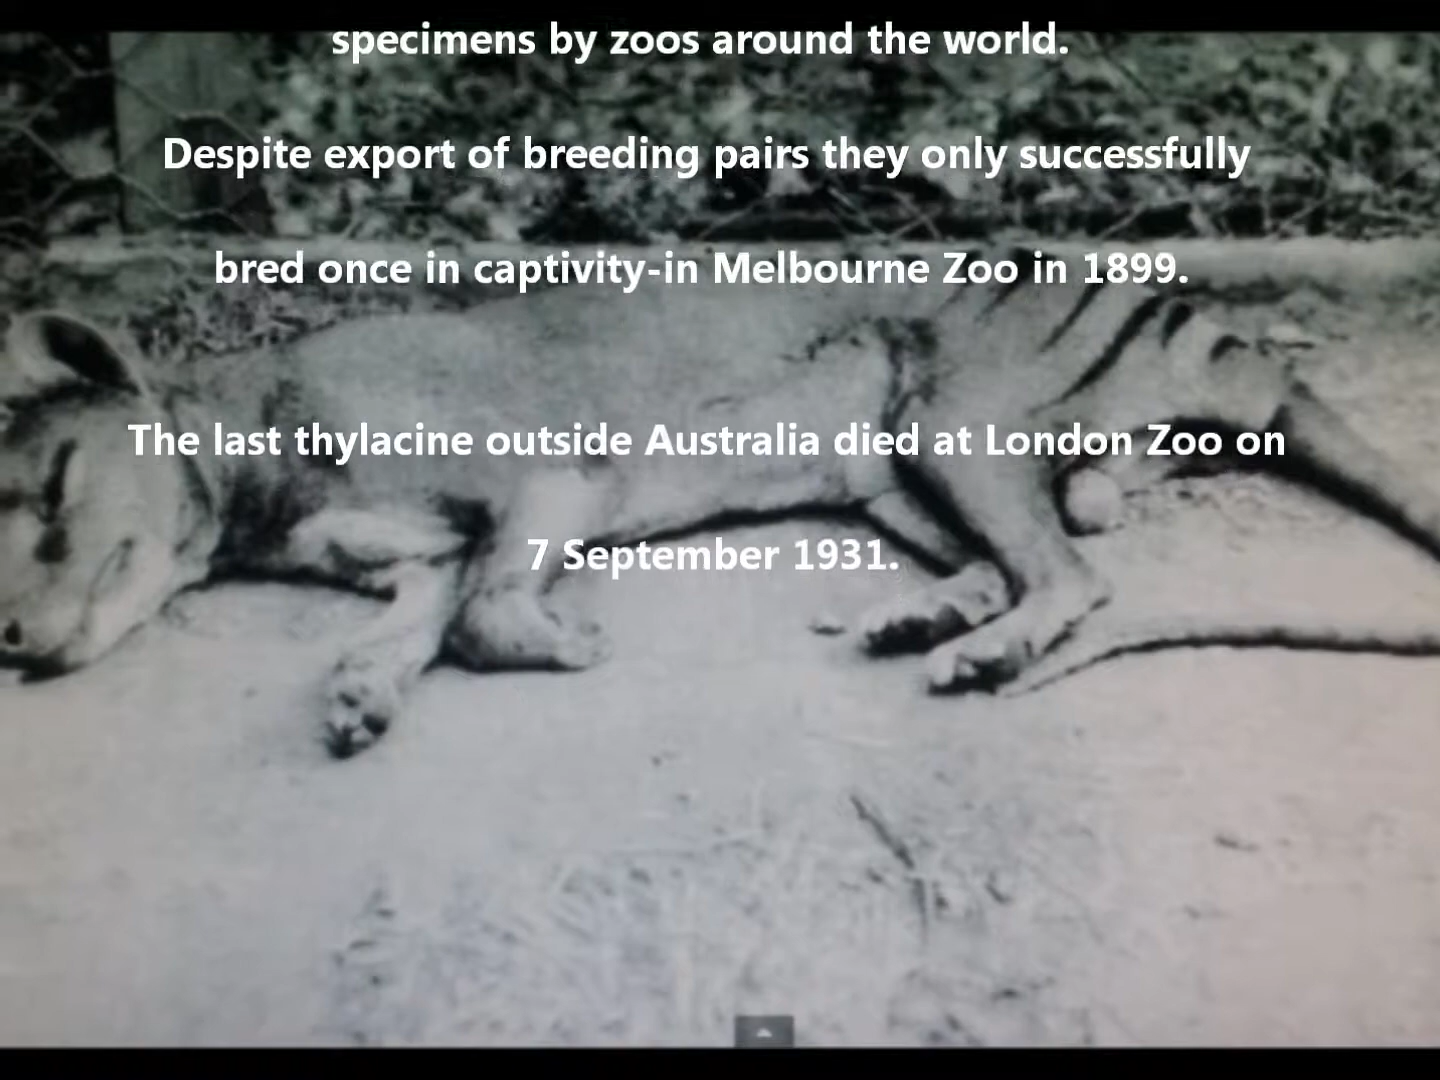 specimens by zoos around the world.
Despite export of breeding pairs they only successfully
bred once in captivity-in Melbourne Zoo in 1899.
The last thylacine outside Australia died at London Zoo on
7 September 1931.